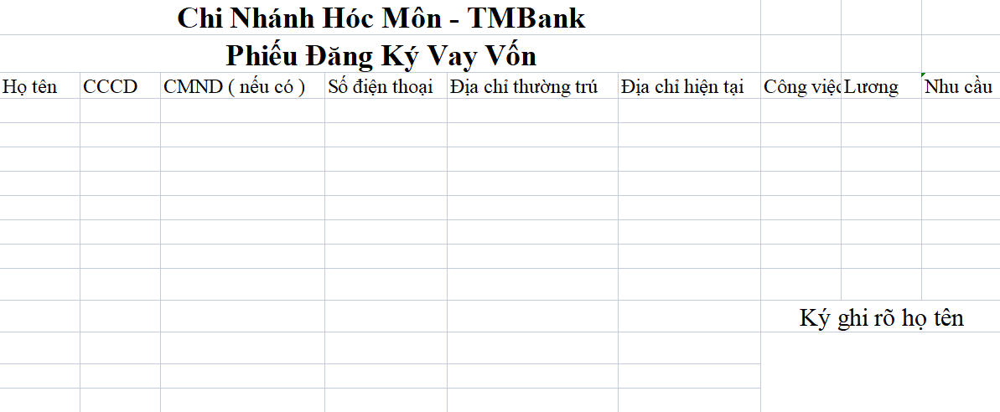 Chi Nhánh Hóc Môn - TMBank
Phiếu Đăng Ký Vay Vốn
Họ tên CCCD CMND ( nếu có ) Số điện thoại Địa chỉ thường trú Địa chỉ hiện tại Công việc Lương Nhu cầu
Ký ghi rõ họ tên